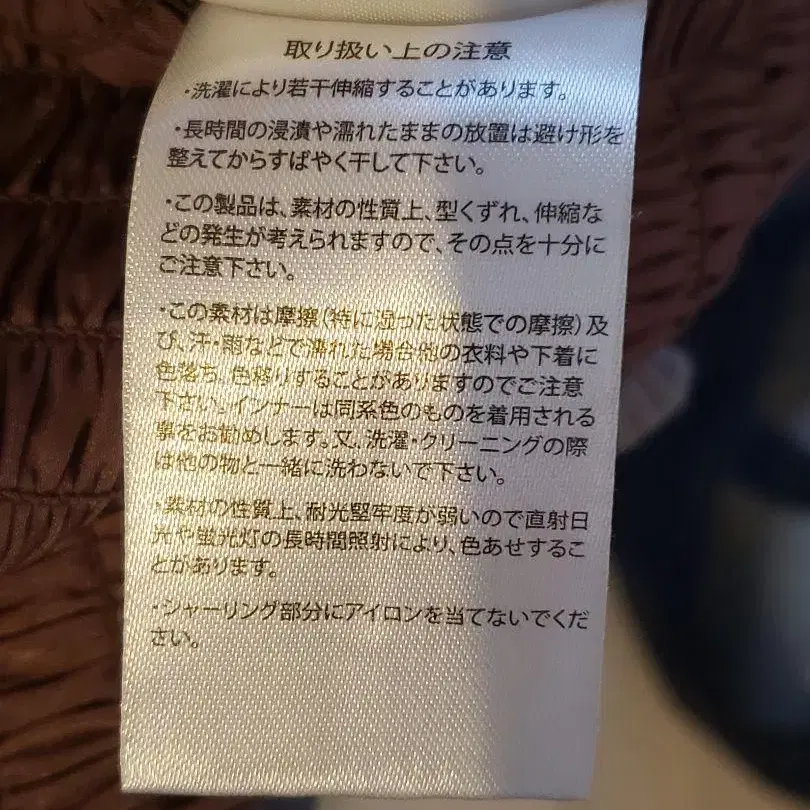 取り扱い上の注意
・洗濯により若干伸縮することがあります。
・長時間の浸漬や濡れたままの放置は避け形を
整えてからすばやく干して下さい。
・この製品は、素材の性質上、型くずれ、伸縮な
どの発生が考えられますので、その点を十分に
ご注意下さい。
・この素材は摩擦(特に湿った状態での摩擦)及
び、汗・雨などで濡れた場合他の衣料や下着に
色落ち、色移りすることがありますのでご注意
下さい。インナーは同系色のものを着用される
事をお勧めします。又、洗濯・クリーニングの際
は他の物と一緒に洗わないで下さい。
・素材の性質上、耐光堅牢度が弱いので直射日
光や蛍光灯の長時間照射により、色あせするこ
とがあります。
・シャーリング部分にアイロンを当てないでくだ
さい。